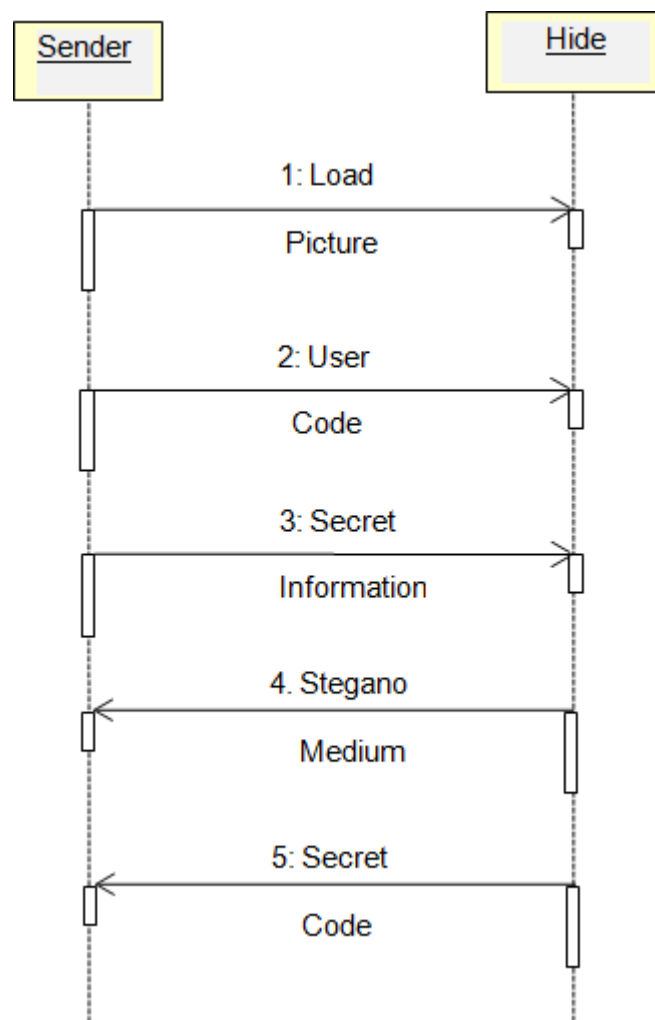 Sender
Hide
1: Load
Picture
2: User
Code
3: Secret
Information
4. Stegano
Medium
5: Secret
Code